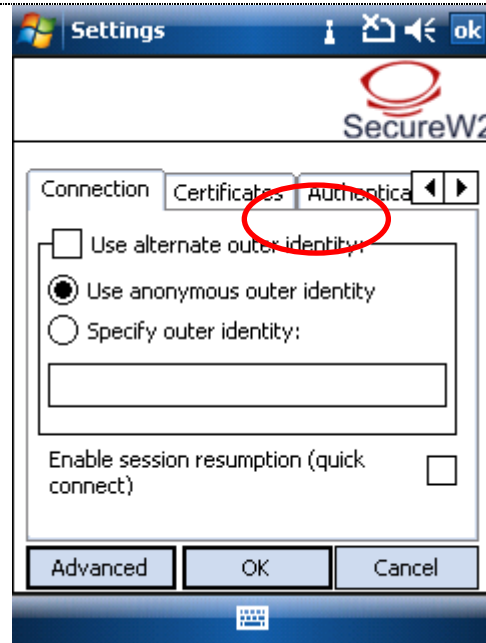 Settings
ok
SecureW2
Connection
Certificates
Authentica
Use alternate outer identity:
Use anonymous outer identity
Specify outer identity:
Enable session resumption (quick
connect)
Advanced
OK
Cancel